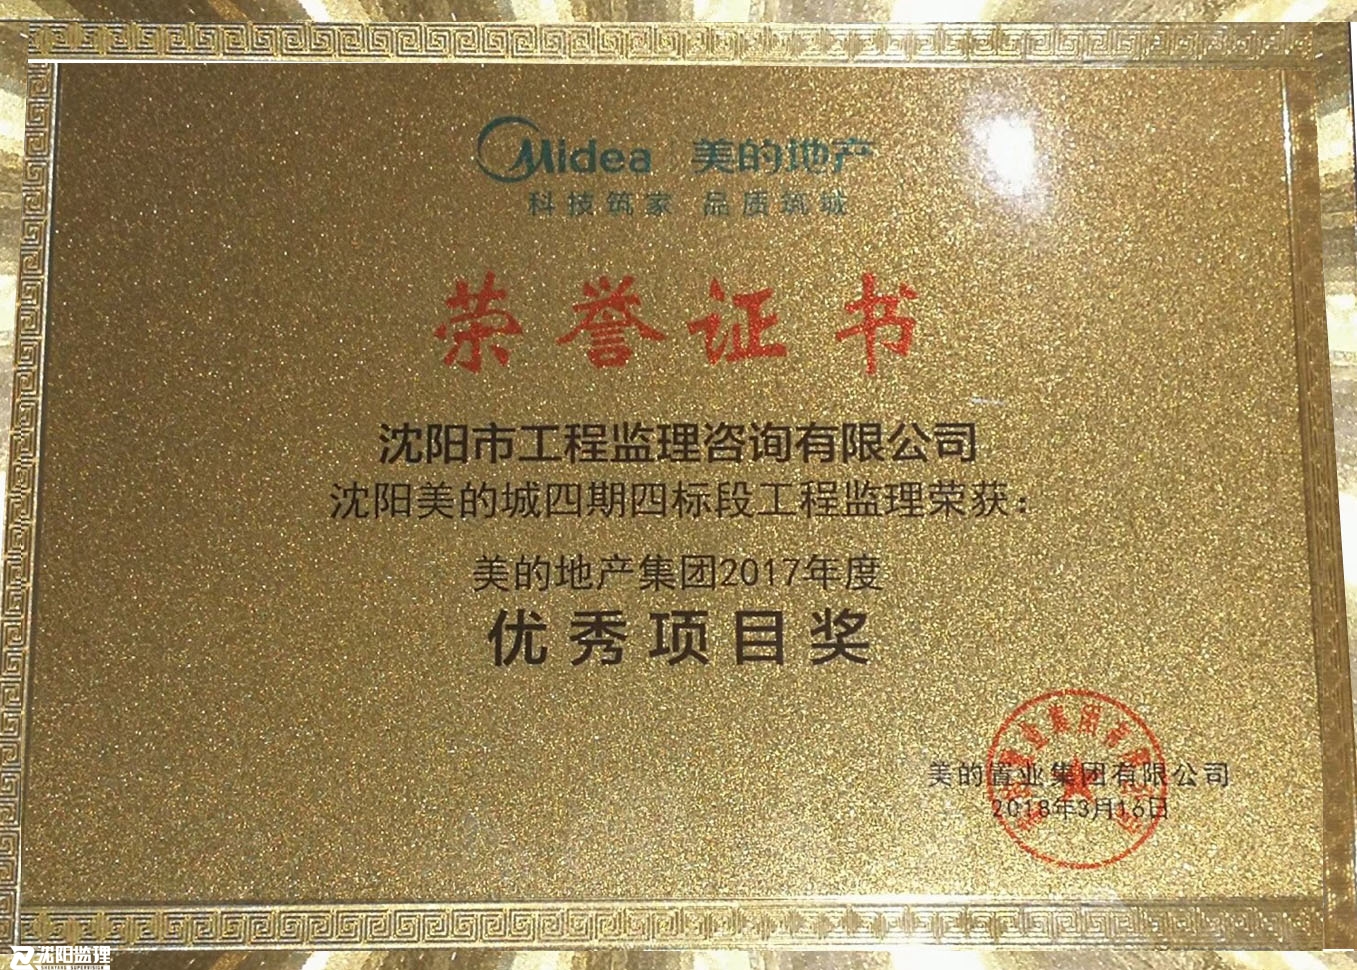 Midea 美的地产
科技筑家 品质筑城
荣誉证书
沈阳市工程监理咨询有限公司
沈阳美的城四期四标段工程监理荣获：
美的地产集团2017年度
优秀项目奖
美的置业集团有限公司
2018年3月16日
沈阳监理
SHENYANG SUPERVISION